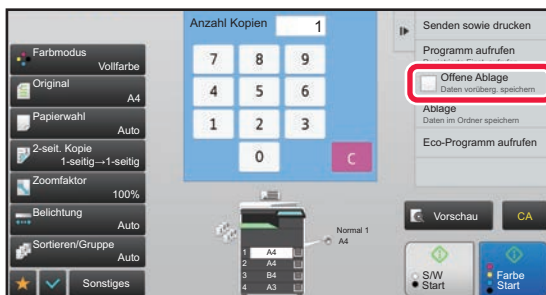 Anzahl Kopien 1
Farbmodus
Vollfarbe
Original
A4
Papierwahl
Auto
2-seit. Kopie
1-seitig→1-seitig
Zoomfaktor
100%
Belichtung
Auto
Sortieren/Gruppe
Auto
Sonstiges
7 8 9
4 5 6
1 2 3
0 C
Normal 1
A4
1 A4
2 A4
3 B4
4 A3
Senden sowie drucken
Programm aufrufen
Offene Ablage
Daten vorüberg. speichern
Ablage
Daten im Ordner speichern
Eco-Programm aufrufen
Vorschau
CA
S/W
Start
Farbe
Start